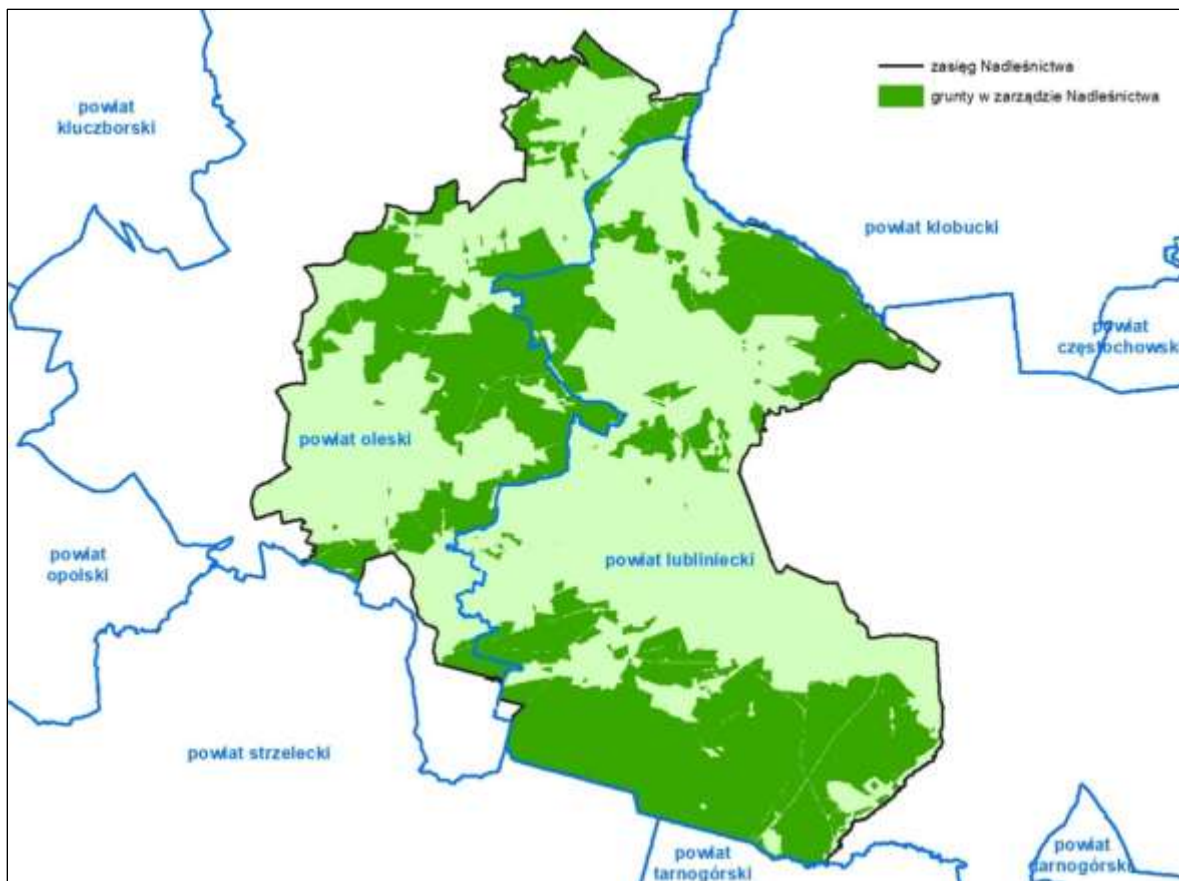 zasięg Nadleśnictwa
grunty w zarządzie Nadleśnictwa
powiat
kluczborski
powiat kłobucki
powiat
częstochowsk
powiat oleski
powiat
opolski
powiat lubliniecki
powiat strzelecki
powiat
tarnogórski
powiat
tarnogórski